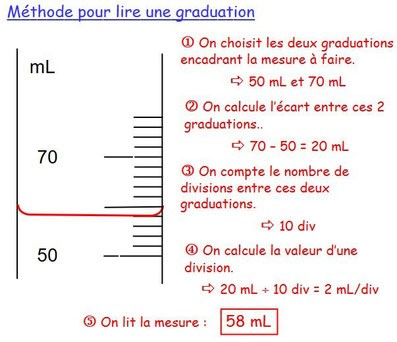 Méthode pour lire une graduation
mL
70
50
① On choisit les deux graduations
encadrant la mesure à faire.
⇨ 50 mL et 70 mL
② On calcule l'écart entre ces 2
graduations..
⇨ 70 – 50 = 20 mL
③ On compte le nombre de
divisions entre ces deux
graduations.
⇨ 10 div
④ On calcule la valeur d'une
division.
⇨ 20 mL ÷ 10 div = 2 mL/div
⑤ On lit la mesure : 58 mL